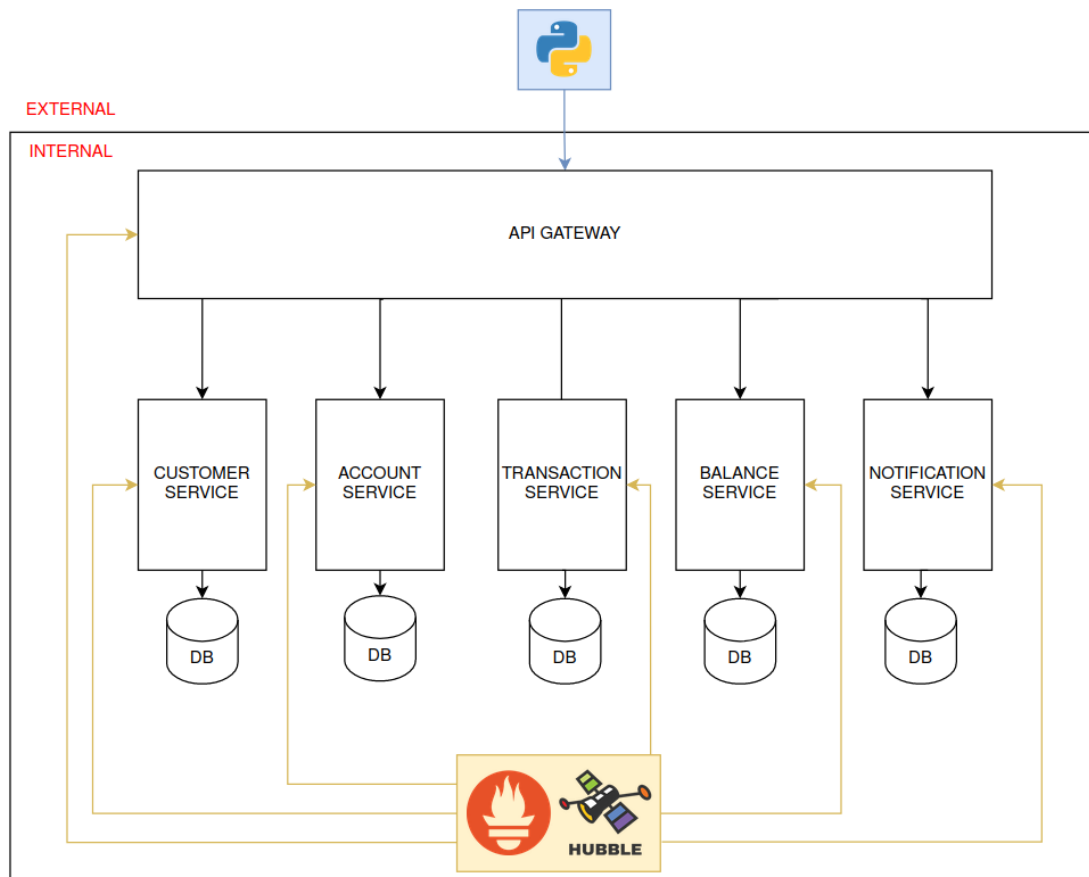 EXTERNAL
INTERNAL
API GATEWAY
CUSTOMER
SERVICE
ACCOUNT
SERVICE
TRANSACTION
SERVICE
BALANCE
SERVICE
NOTIFICATION
SERVICE
DB
DB
DB
DB
DB
HUBBLE